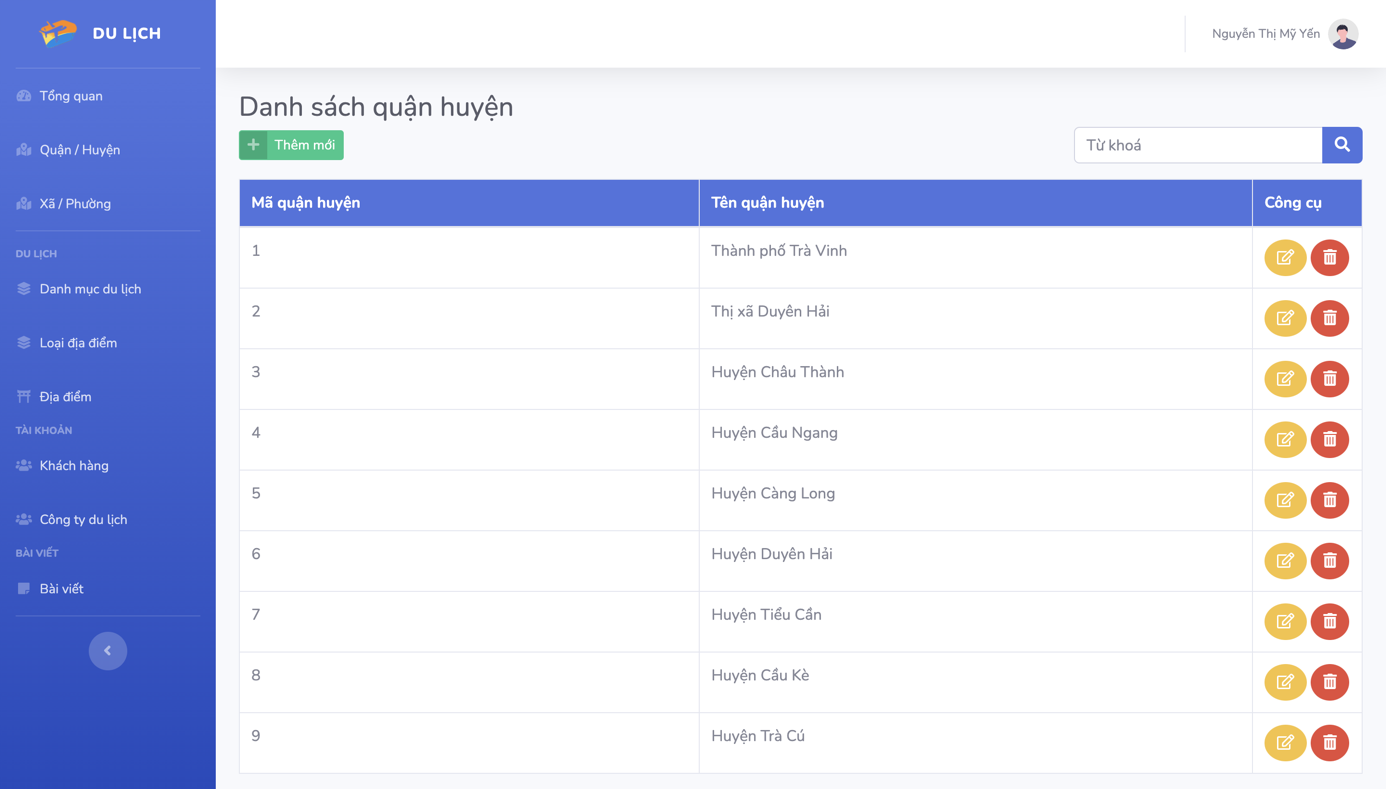 DU LỊCH
Nguyễn Thị Mỹ Yến
Tổng quan
Quận / Huyện
Xã / Phường
DU LỊCH
Danh mục du lịch
Loại địa điểm
Địa điểm
TÀI KHOẢN
Khách hàng
Công ty du lịch
BÀI VIẾT
Bài viết
Danh sách quận huyện
Thêm mới
Từ khoá
Mã quận huyện Tên quận huyện Công cụ
1 Thành phố Trà Vinh
2 Thị xã Duyên Hải
3 Huyện Châu Thành
4 Huyện Cầu Ngang
5 Huyện Càng Long
6 Huyện Duyên Hải
7 Huyện Tiểu Cần
8 Huyện Cầu Kè
9 Huyện Trà Cú